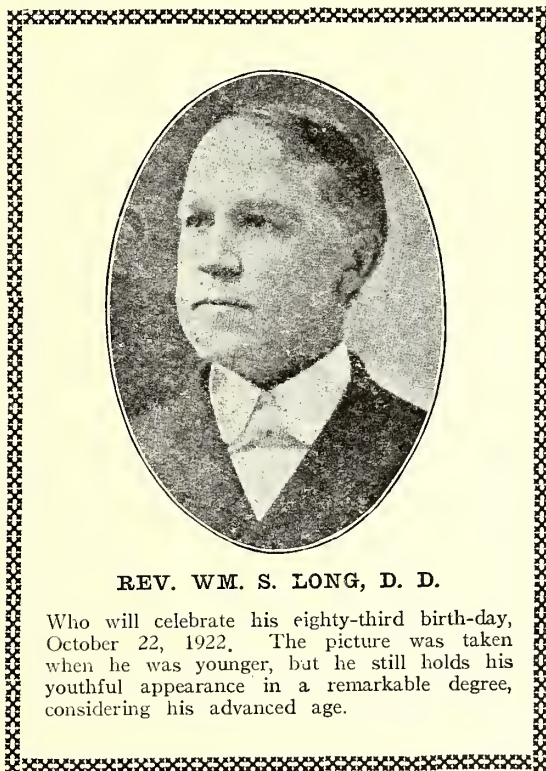 REV. WM. S. LONG, D. D.
Who will celebrate his eighty-third birth-day,
October 22, 1922. The picture was taken
when he was younger, but he still holds his
youthful appearance in a remarkable degree,
considering his advanced age.